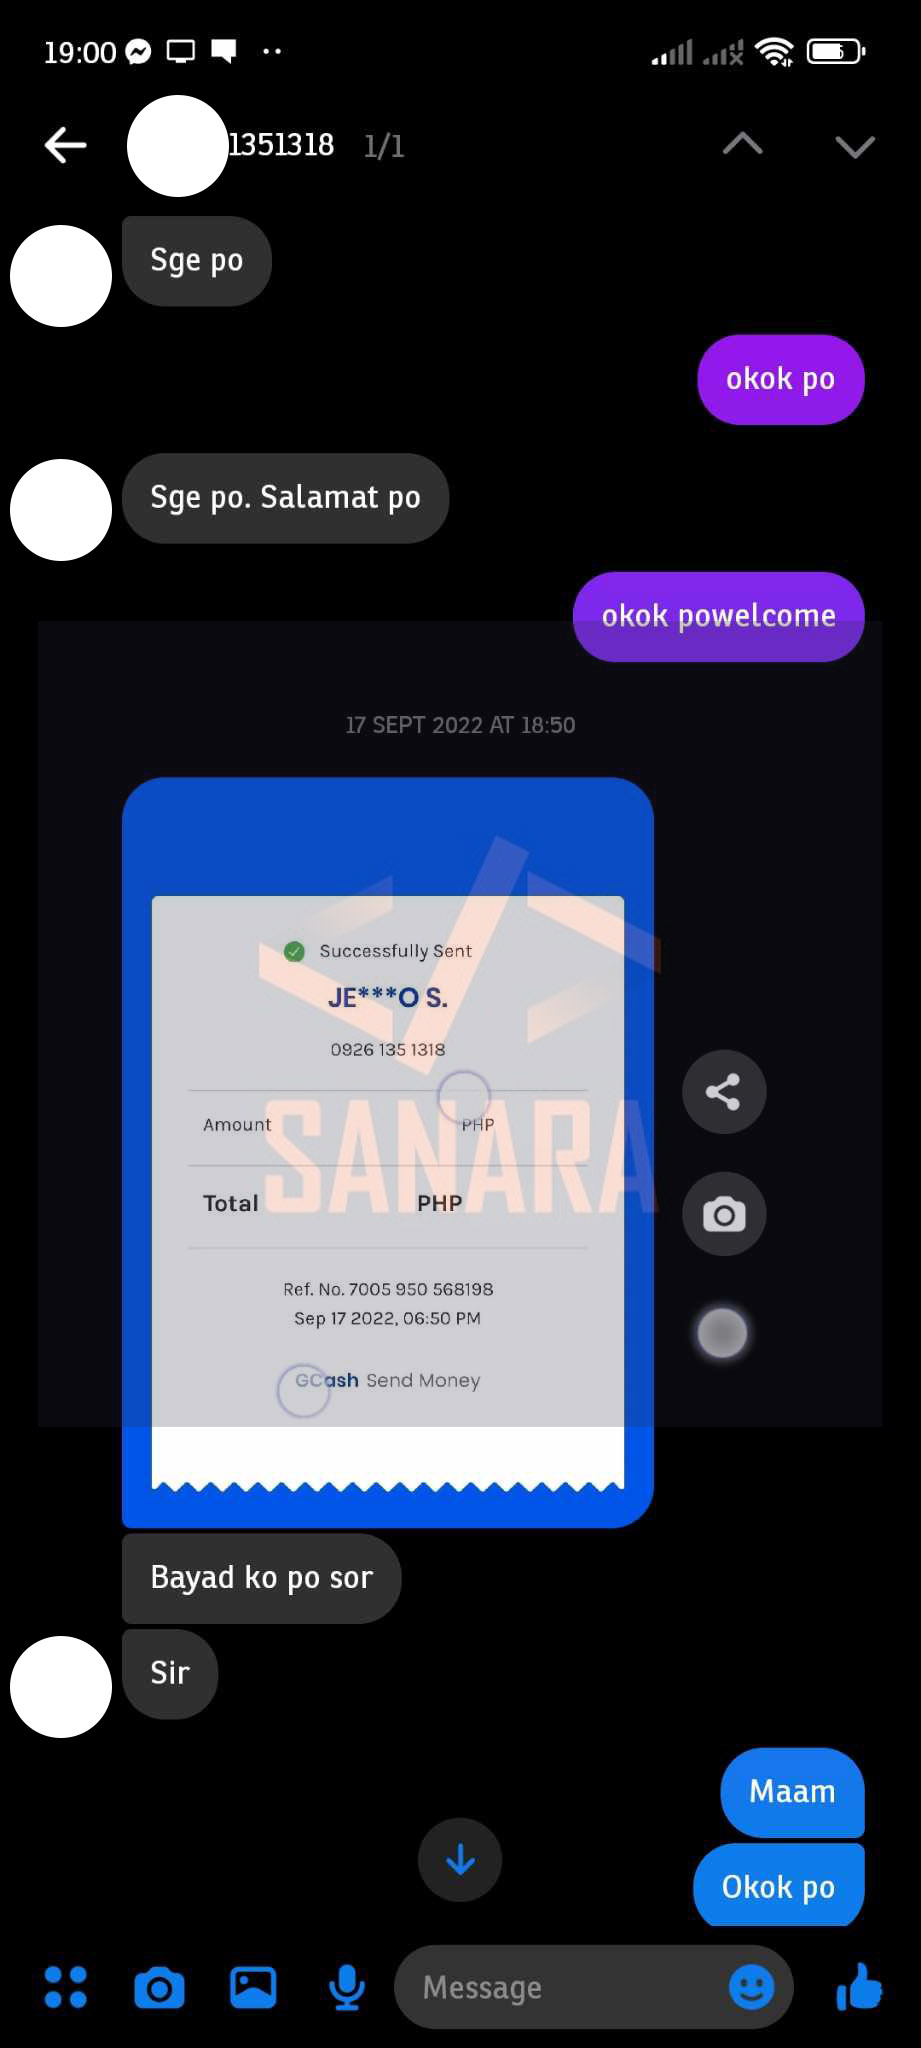 19:00
1351318 1/1
Sge po
okok po
Sge po. Salamat po
okok powelcome
17 SEPT 2022 AT 18:50
Successfully Sent
JE***O S.
0926 135 1318
Amount PHP
SANARA
Total PHP
Ref. No. 7005 950 568198
Sep 17 2022, 06:50 PM
GCash Send Money
Bayad ko po sor
Sir
Maam
Okok po
Message